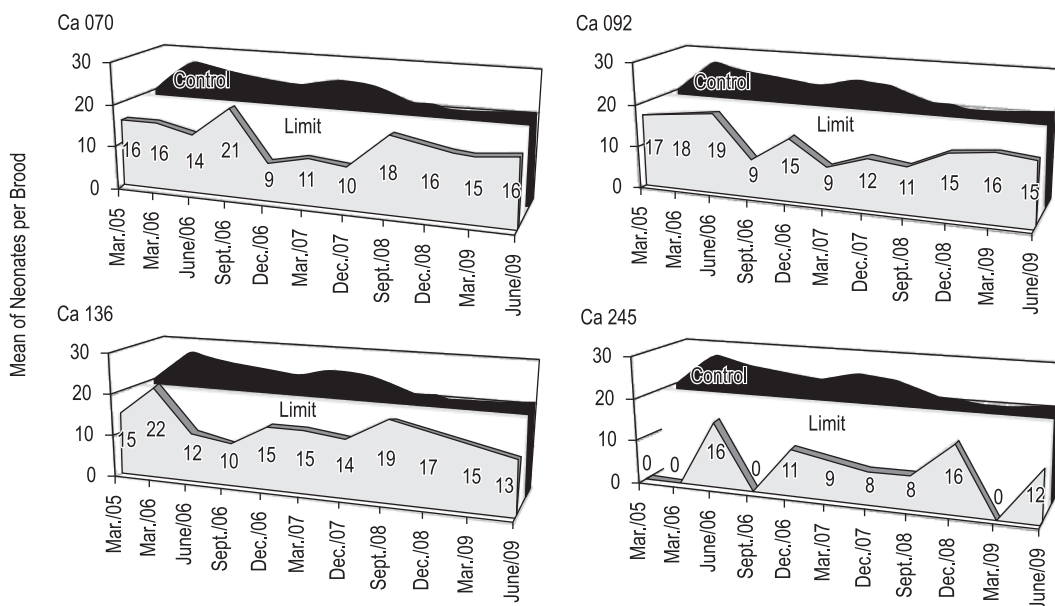 Mean of Neonates per Brood
Ca 070
30
20
10
0
Control
Limit
16 16 14 21 9 11 10 18 16 15 16
Mar./05 Mar./06 June/06 Sept./06 Dec./06 Mar./07 Dec./07 Sept./08 Dec./08 Mar./09 June/09
Ca 092
30
20
10
0
Control
Limit
17 18 19 9 15 9 12 11 15 16 15
Mar./05 Mar./06 June/06 Sept./06 Dec./06 Mar./07 Dec./07 Sept./08 Dec./08 Mar./09 June/09
Ca 136
30
20
10
0
Limit
15 22 12 10 15 15 14 19 17 15 13
Mar./05 Mar./06 June/06 Sept./06 Dec./06 Mar./07 Dec./07 Sept./08 Dec./08 Mar./09 June/09
Ca 245
30
20
10
0
Control
Limit
0 0 16 0 11 9 8 8 16 0 12
Mar./05 Mar./06 June/06 Sept./06 Dec./06 Mar./07 Dec./07 Sept./08 Dec./08 Mar./09 June/09